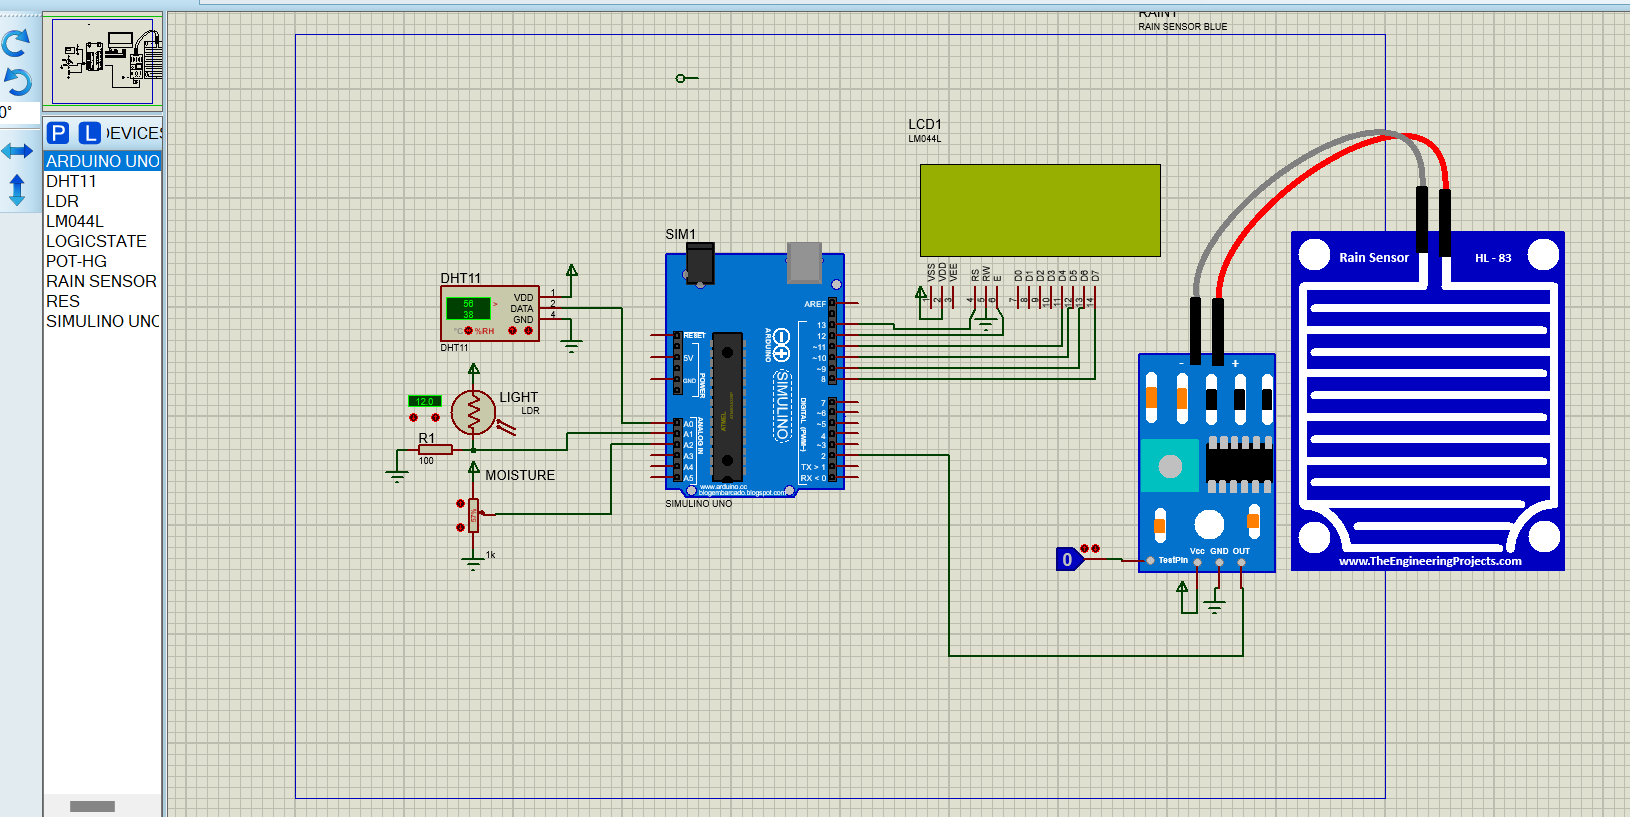 RAIN1
RAIN SENSOR BLUE
0°
P L DEVICES
ARDUINO UNO
DHT11
LDR
LM044L
LOGICSTATE
POT-HG
RAIN SENSOR
RES
SIMULINO UNO
LCD1
LM044L
VSS
VDD
VEE
RS
RW
E
D0
D1
D2
D3
D4
D5
D6
D7
1
2
3
4
5
6
7
8
9
10
11
12
13
14
SIM1
DHT11
56
38
>
°C
%RH
VDD
DATA
GND
1
2
4
DHT11
12.0
LIGHT
LDR
R1
100
MOISTURE
57%
1k
RESET
5V
GND
POWER
A0
A1
A2
A3
A4
A5
ANALOG IN
ATMEL
ARDUINO
SIMULINO
AREF
13
12
~11
~10
~9
8
7
~6
~5
4
~3
2
TX > 1
RX < 0
DIGITAL (PWM~)
www.arduino.cc
blogembarcado.blogspot.com
SIMULINO UNO
0
-
+
TestPin
Vcc GND OUT
Rain Sensor
HL - 83
www.TheEngineeringProjects.com